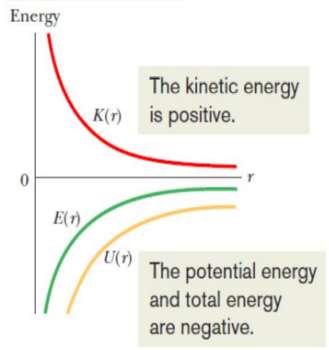 Energy
The kinetic energy
is positive.
K(r)
0
r
E(r)
U(r)
The potential energy
and total energy
are negative.